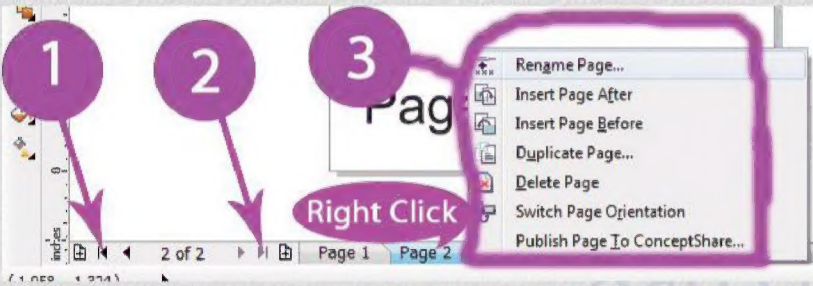 1
2
3
Pag
Rename Page...
Insert Page After
Insert Page Before
Duplicate Page...
Delete Page
Switch Page Orientation
Publish Page To ConceptShare...
Right Click
inches
2 of 2
Page 1
Page 2